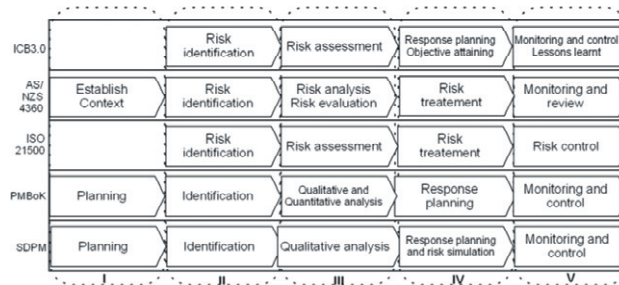 ICB3.0
Risk
identification
Risk assessment
Response planning
Objective attaining
Monitoring and control
Lessons learnt
AS/
NZS
4360
Establish
Context
Risk
identification
Risk analysis
Risk evaluation
Risk
treatement
Monitoring and
review
ISO
21500
Risk
identification
Risk assessment
Risk
treatement
Risk control
PMBoK
Planning
Identification
Qualitative and
Quantitative analysis
Response
planning
Monitoring and
control
SDPM
Planning
Identification
Qualitative analysis
Response planning
and risk simulation
Monitoring and
control
I
II
III
IV
V